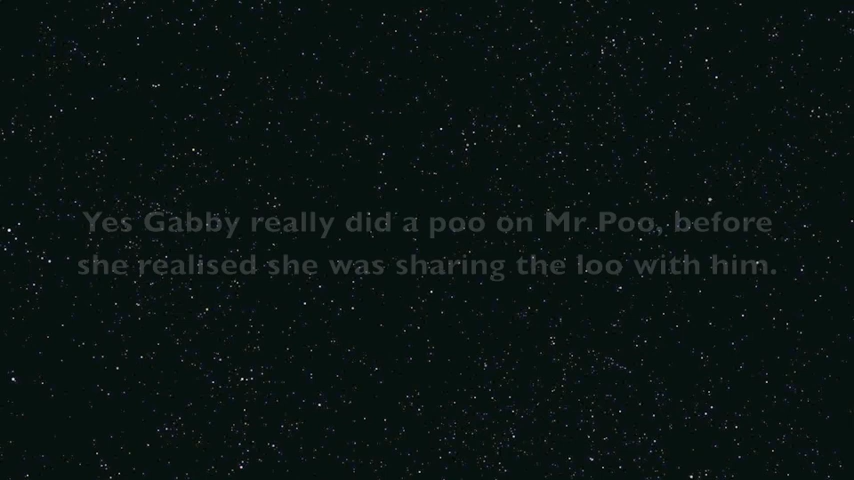 Yes Gabby really did a poo on Mr Poo, before
she realised she was sharing the loo with him.